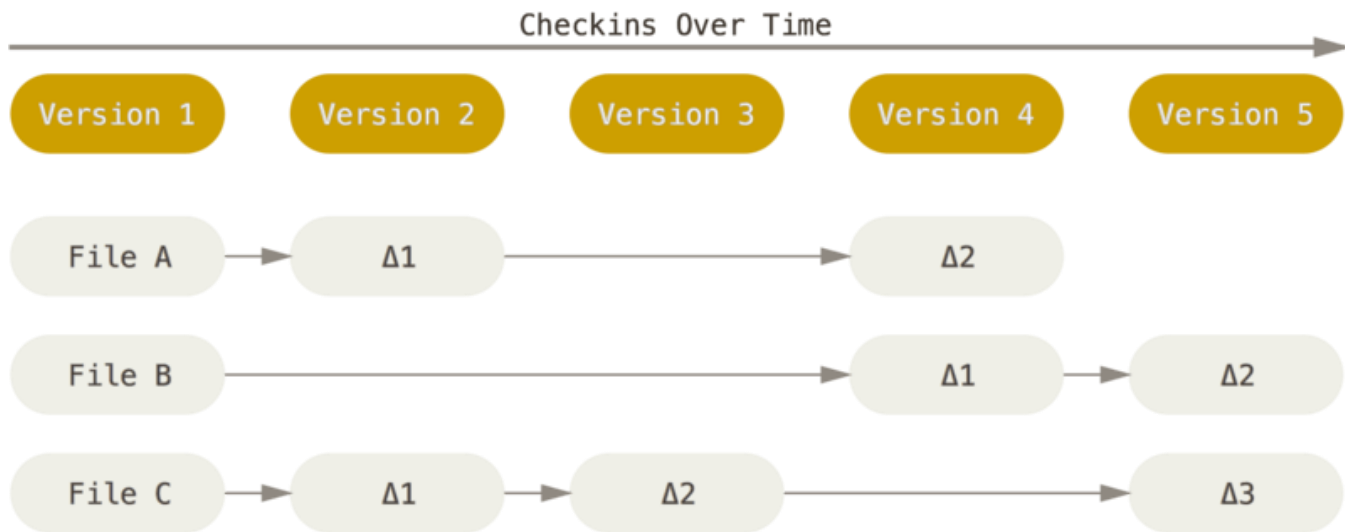 Checkins Over Time
Version 1 Version 2 Version 3 Version 4 Version 5
File A Δ1 Δ2
File B Δ1 Δ2
File C Δ1 Δ2 Δ3